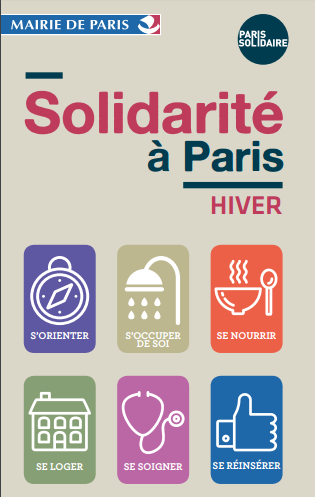 MAIRIE DE PARIS
PARIS
SOLIDAIRE
Solidarité
à Paris
HIVER
S'ORIENTER
S'OCCUPER
DE SOI
SE NOURRIR
SE LOGER
SE SOIGNER
SE RÉINSÉRER